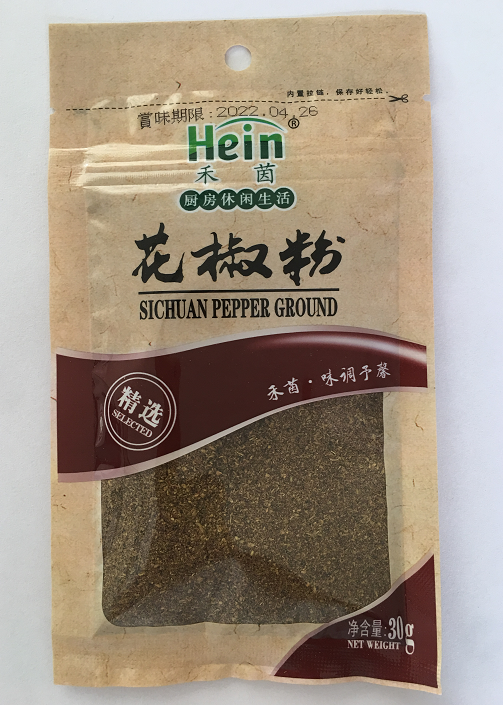 内置拉链,保存好轻松。
賞味期限:2022.04.26
Hein®
禾茵
厨房休闲生活
花椒粉
SICHUAN PEPPER GROUND
禾茵·味调予馨
精选
SELECTED
净含量:30g
NET WEIGHT